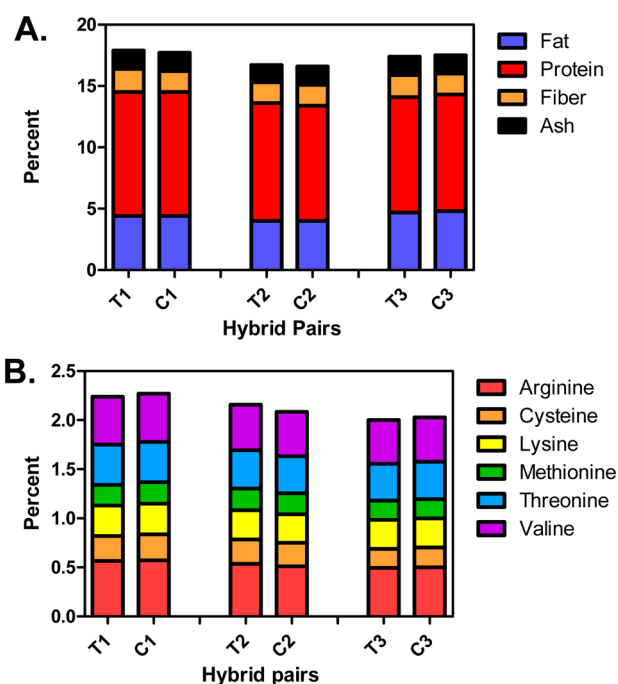 A.
Percent
20
15
10
5
0
T1 C1 T2 C2 T3 C3
Hybrid Pairs
Fat
Protein
Fiber
Ash
B.
Percent
2.5
2.0
1.5
1.0
0.5
0.0
T1 C1 T2 C2 T3 C3
Hybrid pairs
Arginine
Cysteine
Lysine
Methionine
Threonine
Valine